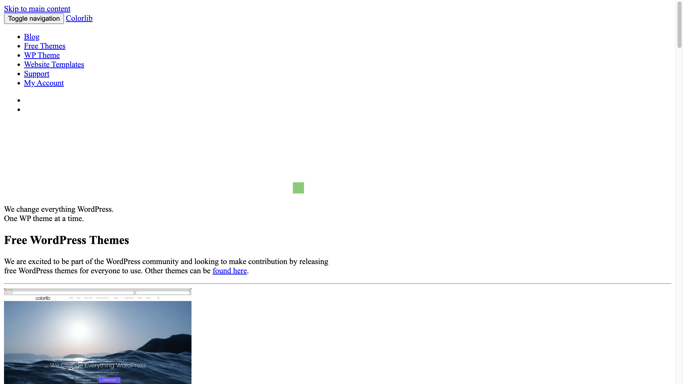 Skip to main content
Toggle navigation Colorlib
Blog
Free Themes
WP Theme
Website Templates
Support
My Account
We change everything WordPress.
One WP theme at a time.
Free WordPress Themes
We are excited to be part of the WordPress community and looking to make contribution by releasing
free WordPress themes for everyone to use. Other themes can be found here.
colorlib.
... We Change Everything WordPress